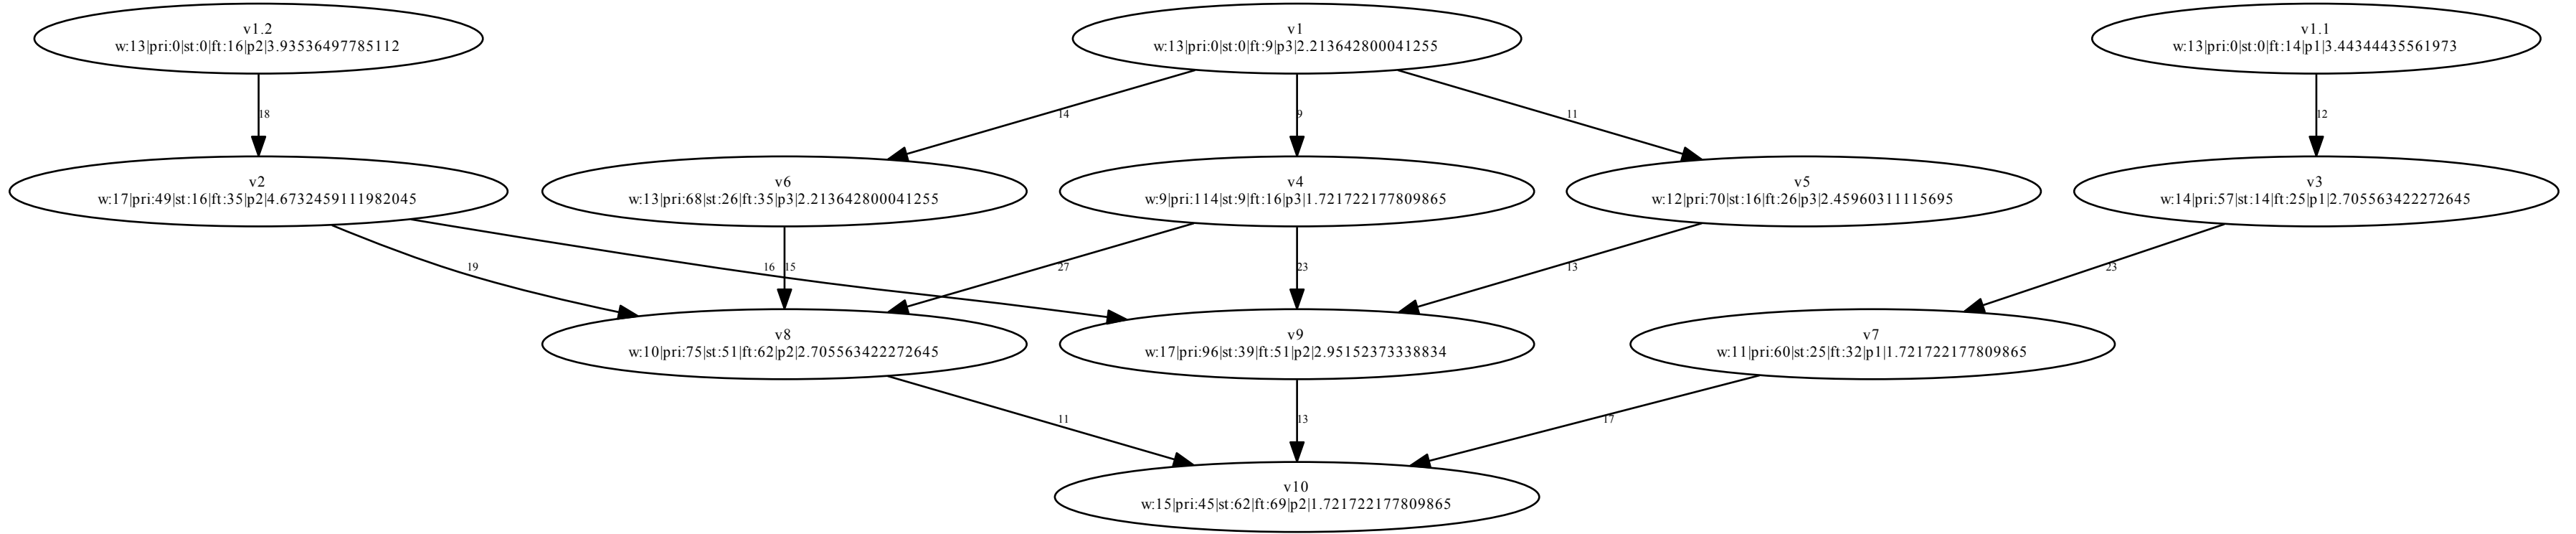 v1.2
w:13|pri:0|st:0|ft:16|p2|3.93536497785112
v1
w:13|pri:0|st:0|ft:9|p3|2.213642800041255
v1.1
w:13|pri:0|st:0|ft:14|p1|3.44344435561973
18
14
9
11
12
v2
w:17|pri:49|st:16|ft:35|p2|4.6732459111982045
v6
w:13|pri:68|st:26|ft:35|p3|2.213642800041255
v4
w:9|pri:114|st:9|ft:16|p3|1.721722177809865
v5
w:12|pri:70|st:16|ft:26|p3|2.45960311115695
v3
w:14|pri:57|st:14|ft:25|p1|2.705563422272645
19
16
15
27
23
13
23
v8
w:10|pri:75|st:51|ft:62|p2|2.705563422272645
v9
w:17|pri:96|st:39|ft:51|p2|2.95152373338834
v7
w:11|pri:60|st:25|ft:32|p1|1.721722177809865
11
13
17
v10
w:15|pri:45|st:62|ft:69|p2|1.721722177809865